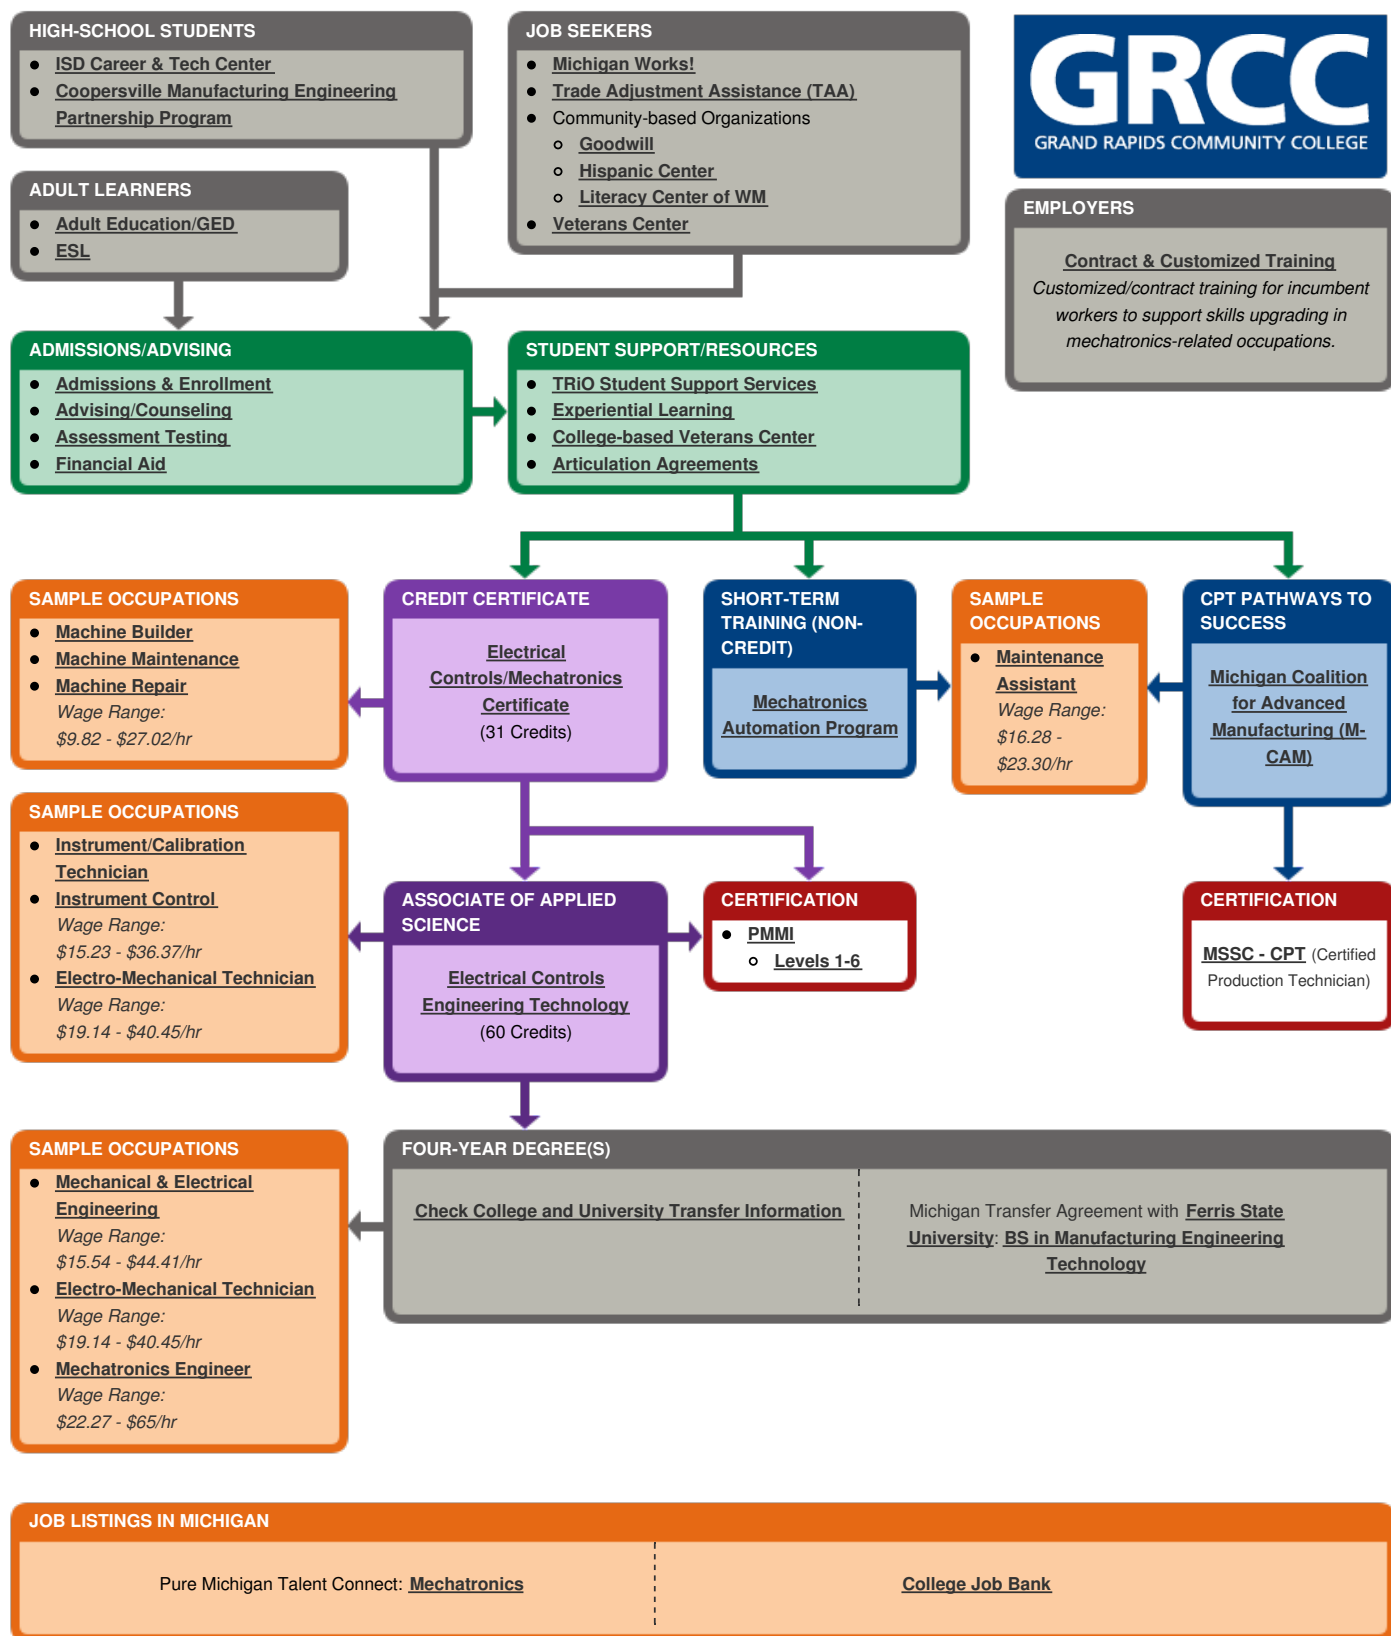 HIGH-SCHOOL STUDENTS
ISD Career & Tech Center
Coopersville Manufacturing Engineering
Partnership Program
JOB SEEKERS
Michigan Works!
Trade Adjustment Assistance (TAA)
Community-based Organizations
Goodwill
Hispanic Center
Literacy Center of WM
Veterans Center
GRCC
GRAND RAPIDS COMMUNITY COLLEGE
ADULT LEARNERS
Adult Education/GED
ESL
EMPLOYERS
Contract & Customized Training
Customized/contract training for incumbent
workers to support skills upgrading in
mechatronics-related occupations.
ADMISSIONS/ADVISING
Admissions & Enrollment
Advising/Counseling
Assessment Testing
Financial Aid
STUDENT SUPPORT/RESOURCES
TRiO Student Support Services
Experiential Learning
College-based Veterans Center
Articulation Agreements
SAMPLE OCCUPATIONS
Machine Builder
Machine Maintenance
Machine Repair
Wage Range:
$9.82 - $27.02/hr
CREDIT CERTIFICATE
Electrical
Controls/Mechatronics
Certificate
(31 Credits)
SHORT-TERM
TRAINING (NON-
CREDIT)
Mechatronics
Automation Program
SAMPLE
OCCUPATIONS
Maintenance
Assistant
Wage Range:
$16.28 -
$23.30/hr
CPT PATHWAYS TO
SUCCESS
Michigan Coalition
for Advanced
Manufacturing (M-
CAM)
SAMPLE OCCUPATIONS
Instrument/Calibration
Technician
Instrument Control
Wage Range:
$15.23 - $36.37/hr
Electro-Mechanical Technician
Wage Range:
$19.14 - $40.45/hr
ASSOCIATE OF APPLIED
SCIENCE
Electrical Controls
Engineering Technology
(60 Credits)
CERTIFICATION
PMMI
Levels 1-6
CERTIFICATION
MSSC - CPT (Certified
Production Technician)
SAMPLE OCCUPATIONS
Mechanical & Electrical
Engineering
Wage Range:
$15.54 - $44.41/hr
Electro-Mechanical Technician
Wage Range:
$19.14 - $40.45/hr
Mechatronics Engineer
Wage Range:
$22.27 - $65/hr
FOUR-YEAR DEGREE(S)
Check College and University Transfer Information
Michigan Transfer Agreement with Ferris State
University: BS in Manufacturing Engineering
Technology
JOB LISTINGS IN MICHIGAN
Pure Michigan Talent Connect: Mechatronics
College Job Bank